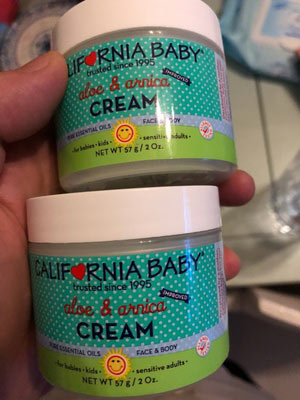 CALIFORNIA BABY
trusted since 1995
IMPROVED
aloe & arnica
CREAM
PURE ESSENTIAL OILS FACE & BODY
• for babies • kids • sensitive adults •
NET WT 57g / 2 Oz.
CALIFORNIA BABY
trusted since 1995
IMPROVED
aloe & arnica
CREAM
PURE ESSENTIAL OILS FACE & BODY
• for babies • kids • sensitive adults •
NET WT 57g / 2 Oz.